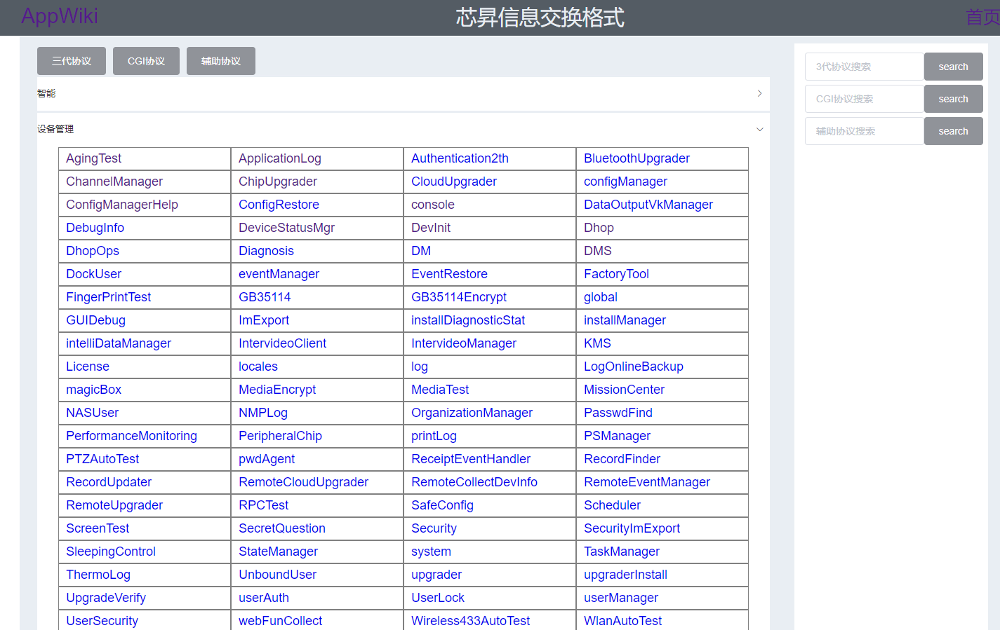 AppWiki 芯昇信息交换格式 首页
三代协议 CGI协议 辅助协议
3代协议搜索 search
CGI协议搜索 search
辅助协议搜索 search
智能
设备管理
AgingTest ApplicationLog Authentication2th BluetoothUpgrader
ChannelManager ChipUpgrader CloudUpgrader configManager
ConfigManagerHelp ConfigRestore console DataOutputVkManager
DebugInfo DeviceStatusMgr DevInit Dhop
DhopOps Diagnosis DM DMS
DockUser eventManager EventRestore FactoryTool
FingerPrintTest GB35114 GB35114Encrypt global
GUIDebug ImExport installDiagnosticStat installManager
intelliDataManager IntervideoClient IntervideoManager KMS
License locales log LogOnlineBackup
magicBox MediaEncrypt MediaTest MissionCenter
NASUser NMPLog OrganizationManager PasswdFind
PerformanceMonitoring PeripheralChip printLog PSManager
PTZAutoTest pwdAgent ReceiptEventHandler RecordFinder
RecordUpdater RemoteCloudUpgrader RemoteCollectDevInfo RemoteEventManager
RemoteUpgrader RPCTest SafeConfig Scheduler
ScreenTest SecretQuestion Security SecurityImExport
SleepingControl StateManager system TaskManager
ThermoLog UnboundUser upgrader upgraderInstall
UpgradeVerify userAuth UserLock userManager
UserSecurity webFunCollect Wireless433AutoTest WlanAutoTest